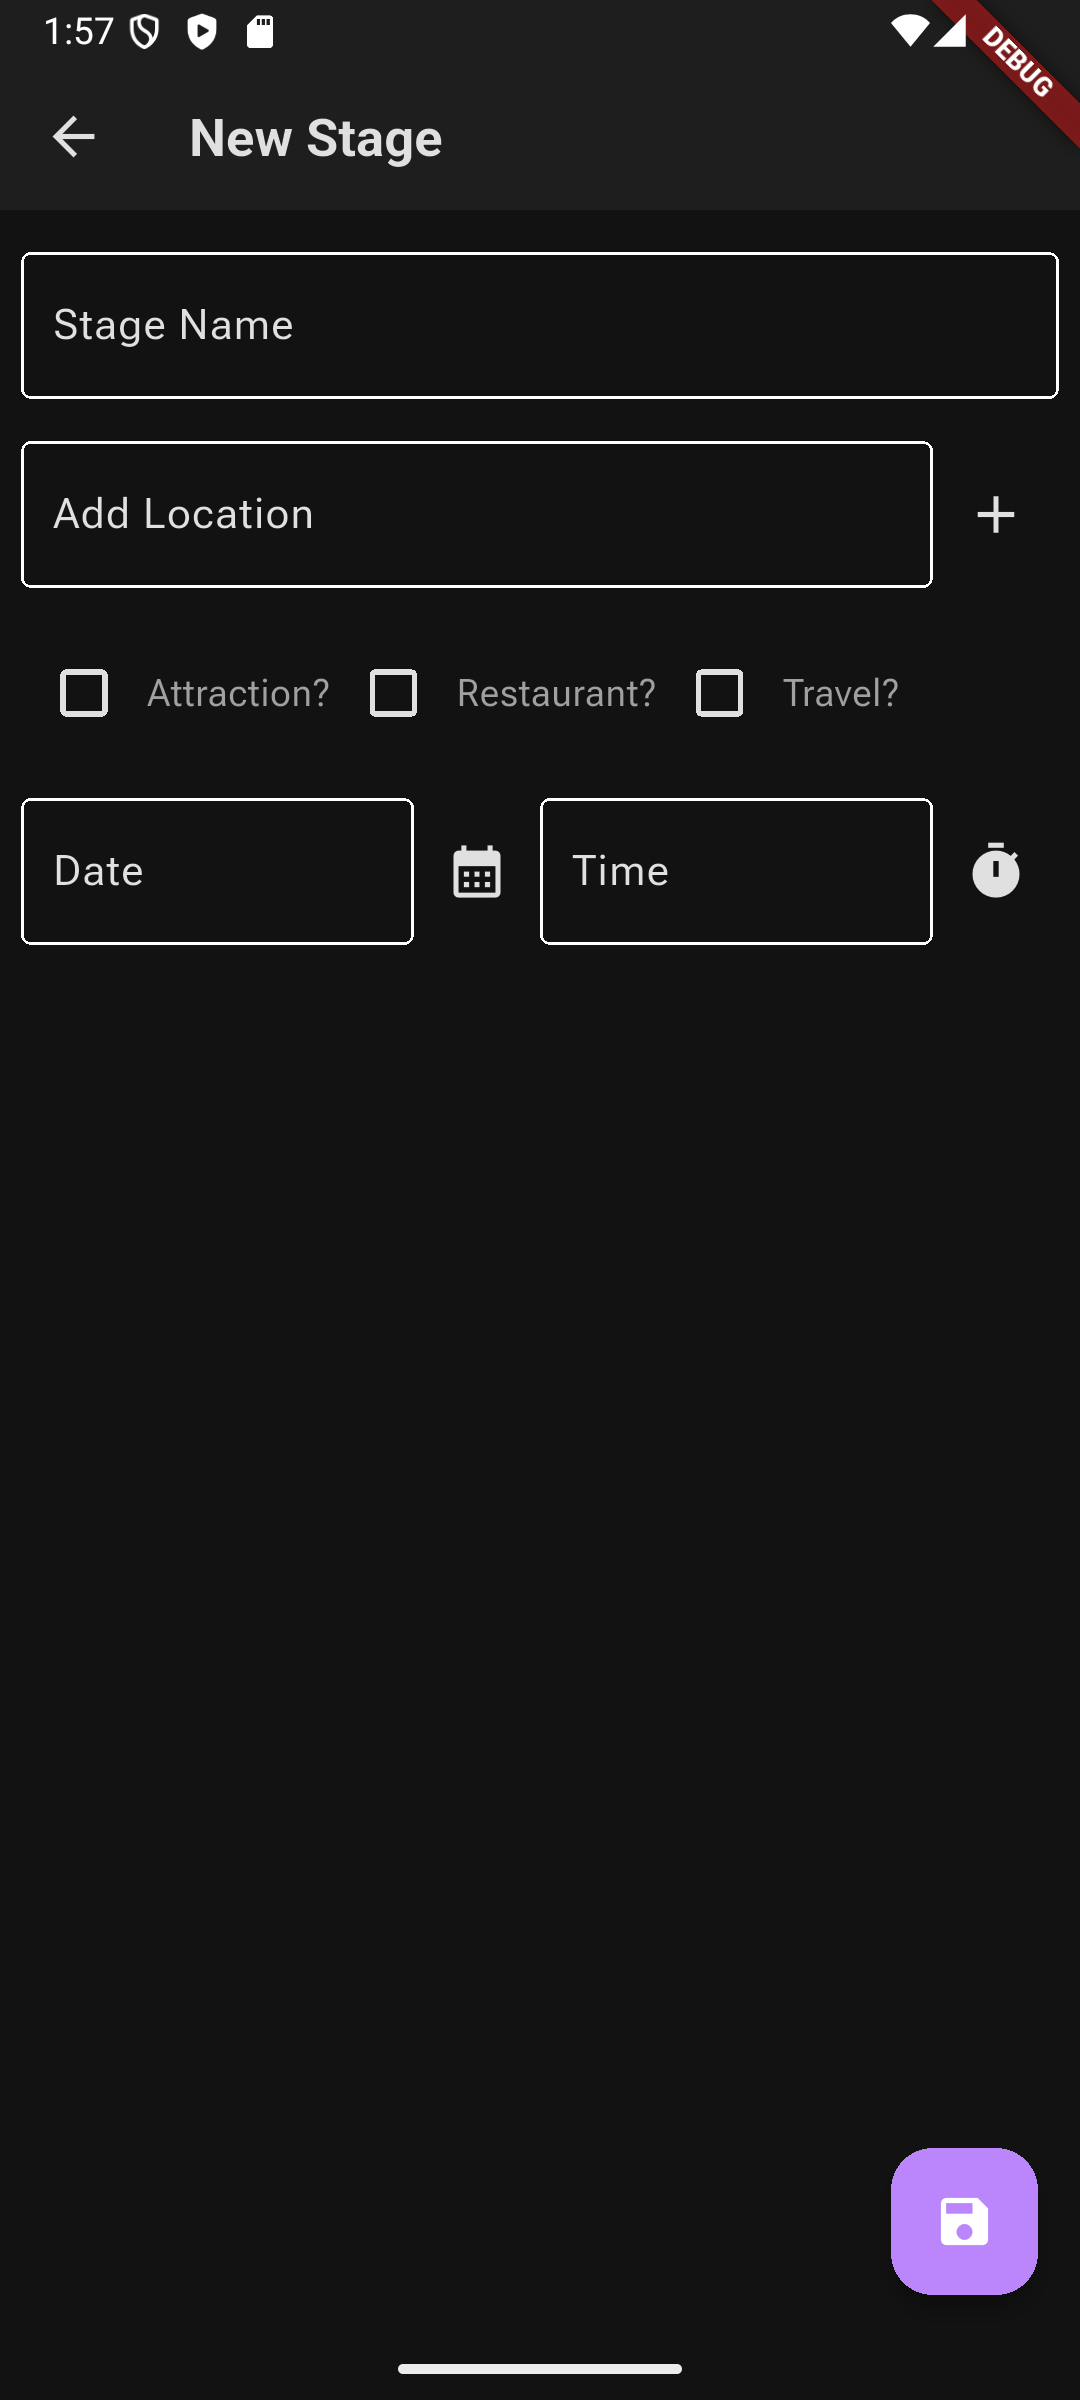 1:57
DEBUG
New Stage
Stage Name
Add Location
Attraction? Restaurant? Travel?
Date Time